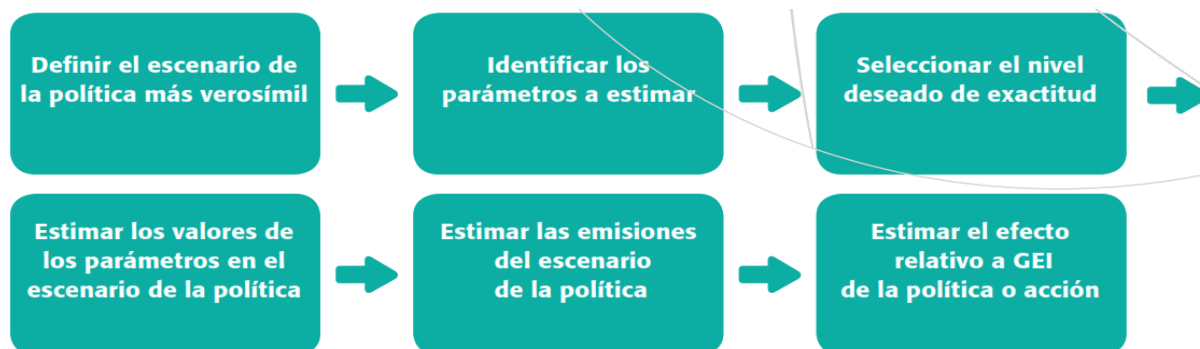 Definir el escenario de
la política más verosímil
Identificar los
parámetros a estimar
Seleccionar el nivel
deseado de exactitud
Estimar los valores de
los parámetros en el
escenario de la política
Estimar las emisiones
del escenario
de la política
Estimar el efecto
relativo a GEI
de la política o acción